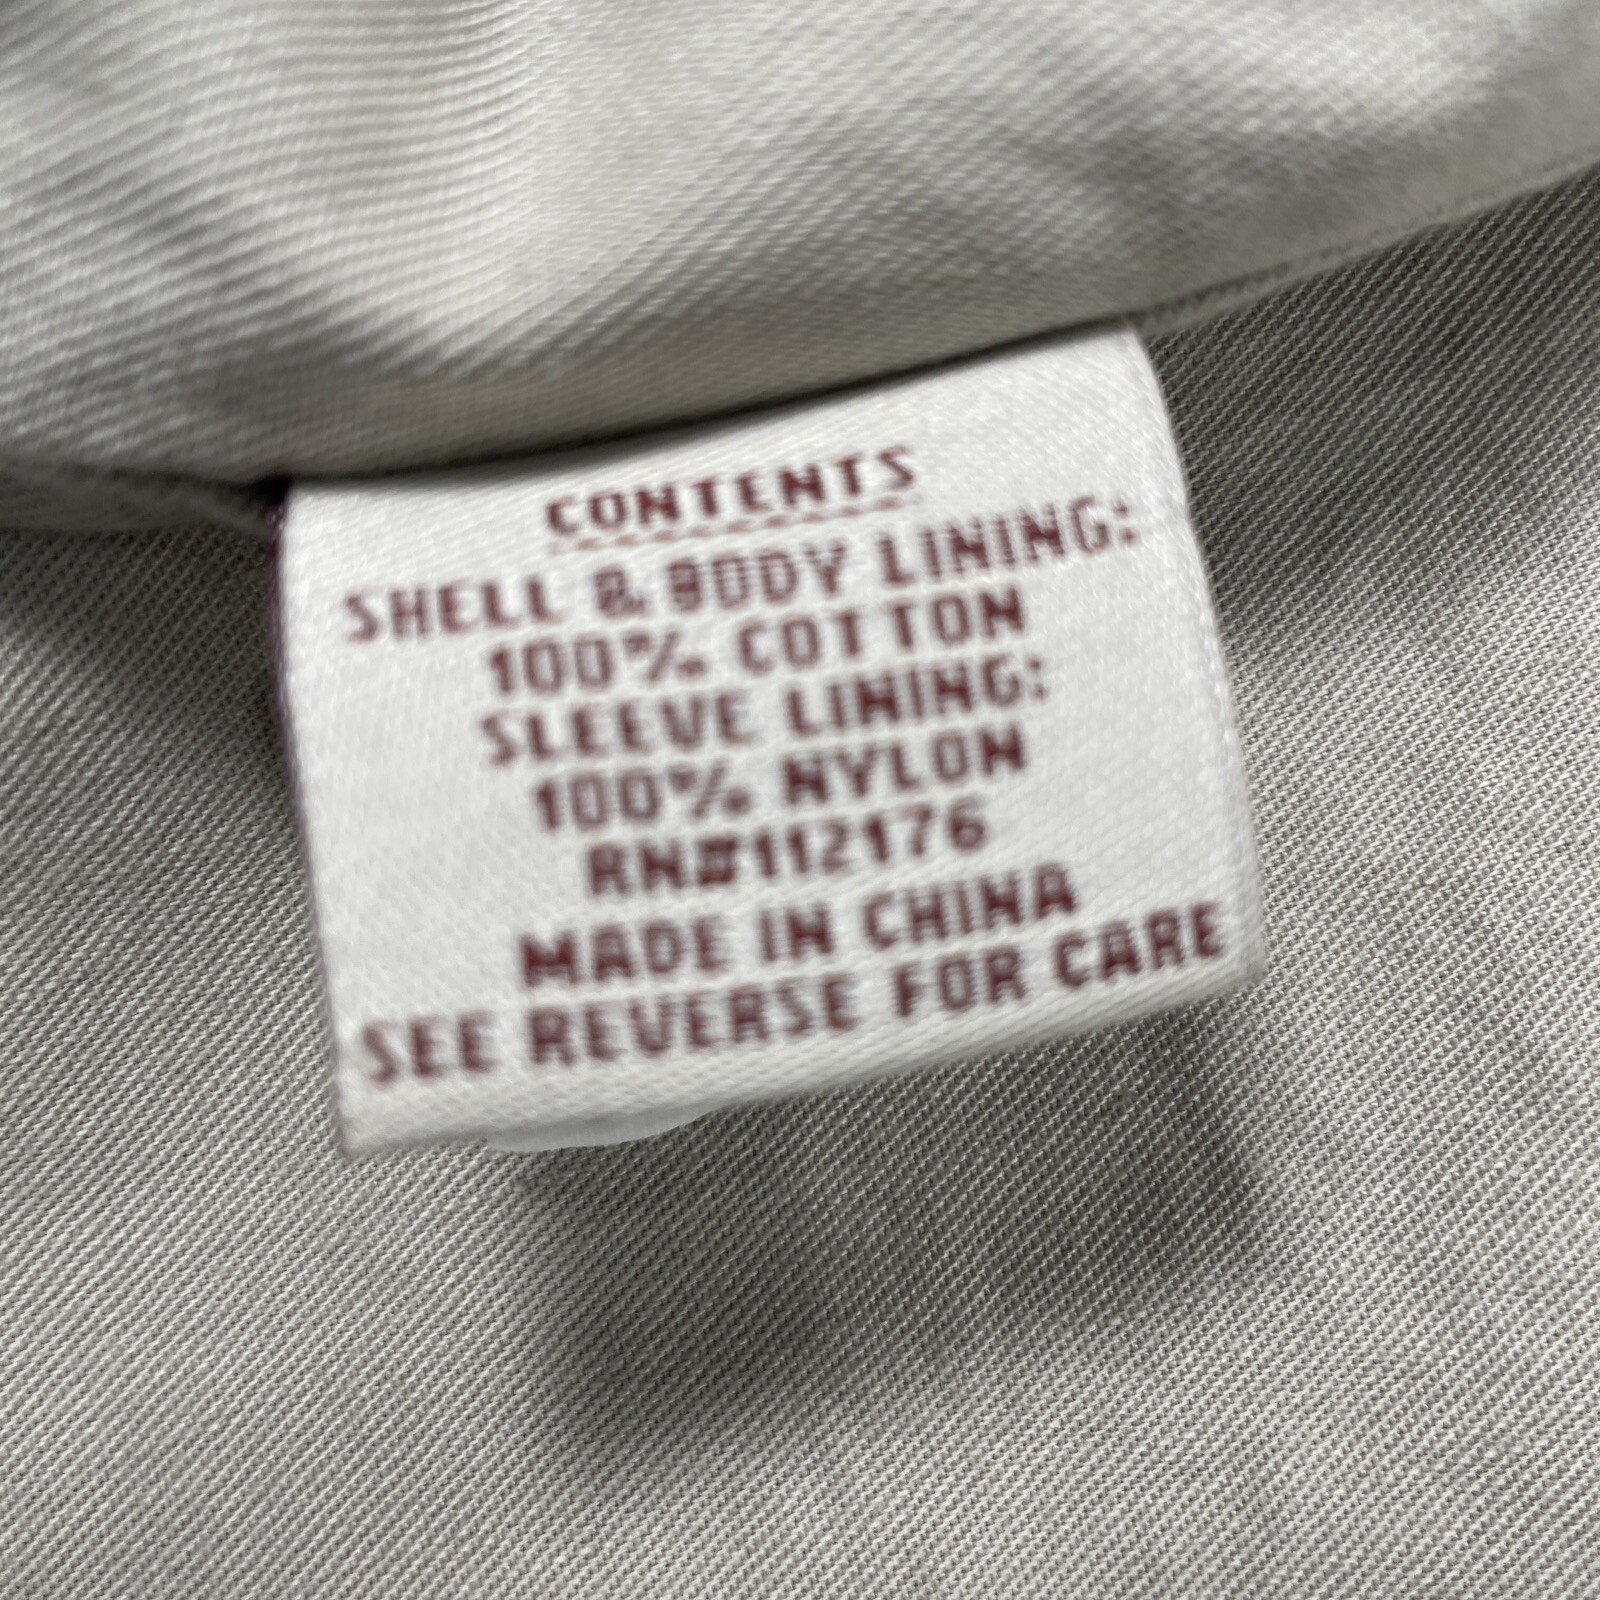 CONTENTS
SHELL & BODY LINING:
100% COTTON
SLEEVE LINING:
100% NYLON
RN#112176
MADE IN CHINA
SEE REVERSE FOR CARE